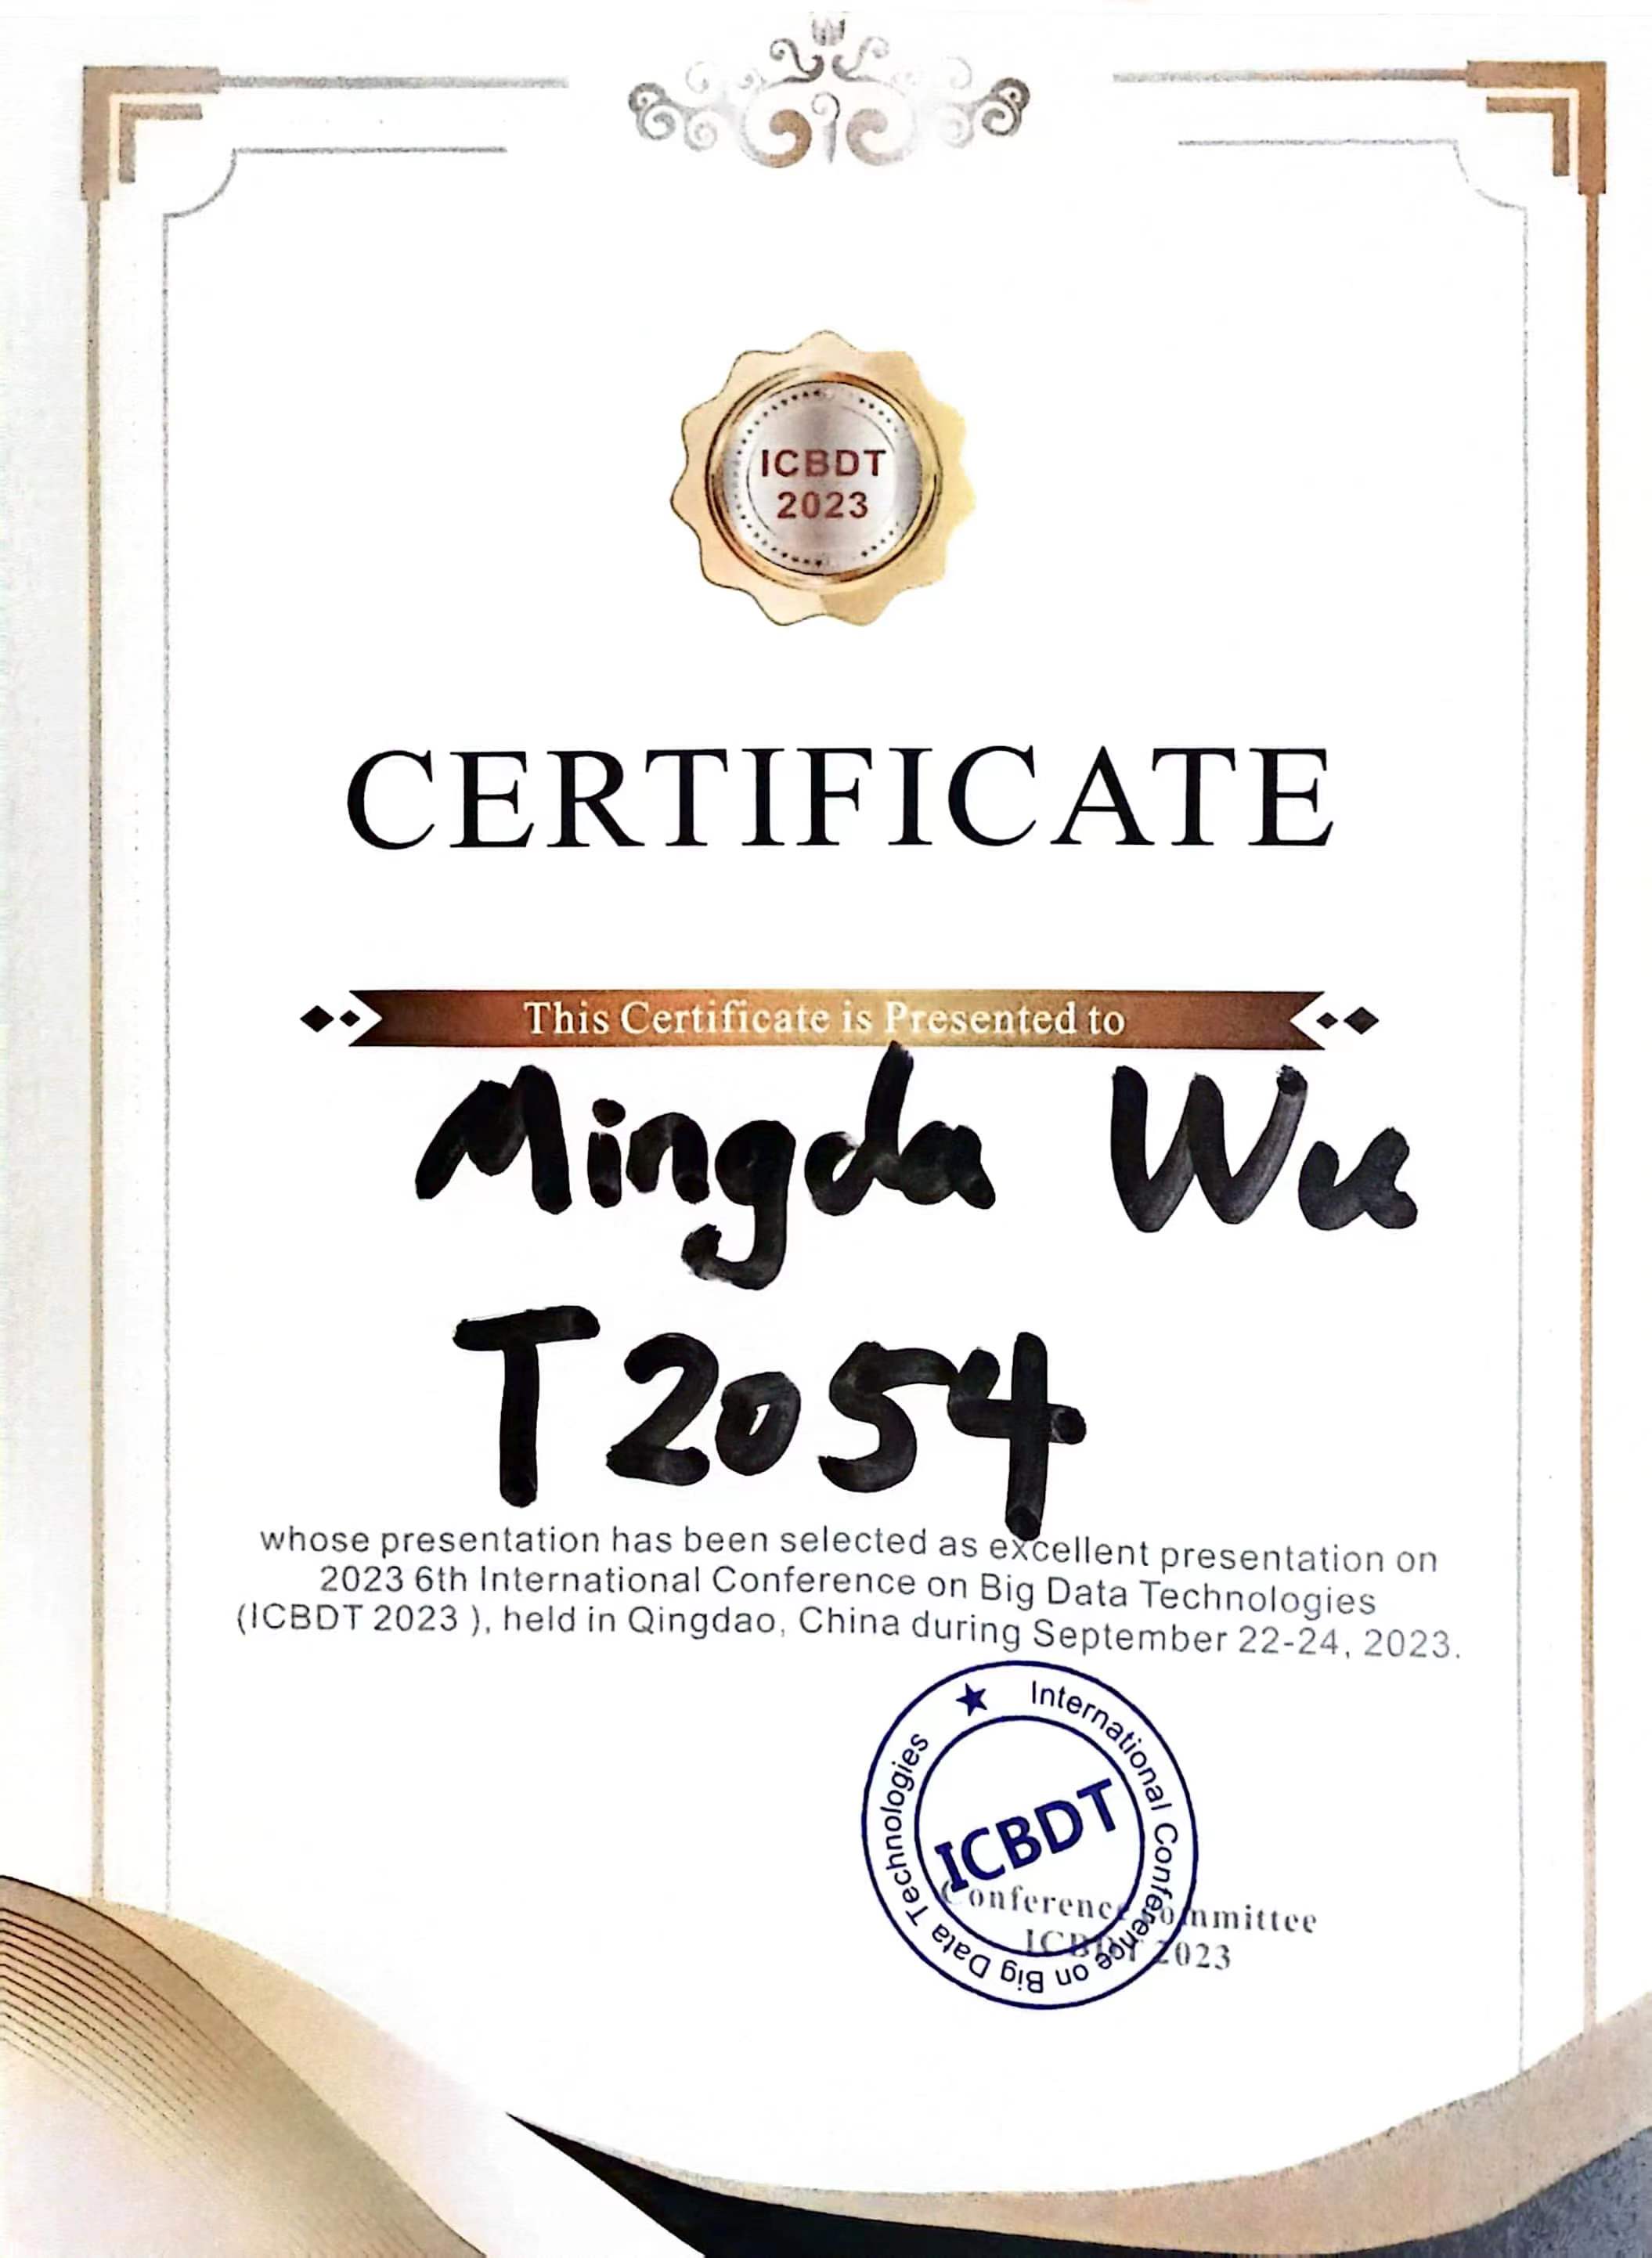 ICBDT
2023
CERTIFICATE
This Certificate is Presented to
Mingda Wu
T2054
whose presentation has been selected as excellent presentation on
2023 6th International Conference on Big Data Technologies
(ICBDT 2023 ), held in Qingdao, China during September 22-24, 2023.
★ International Conference on Big Data Technologies
ICBDT
Conference Committee
ICBDT 2023